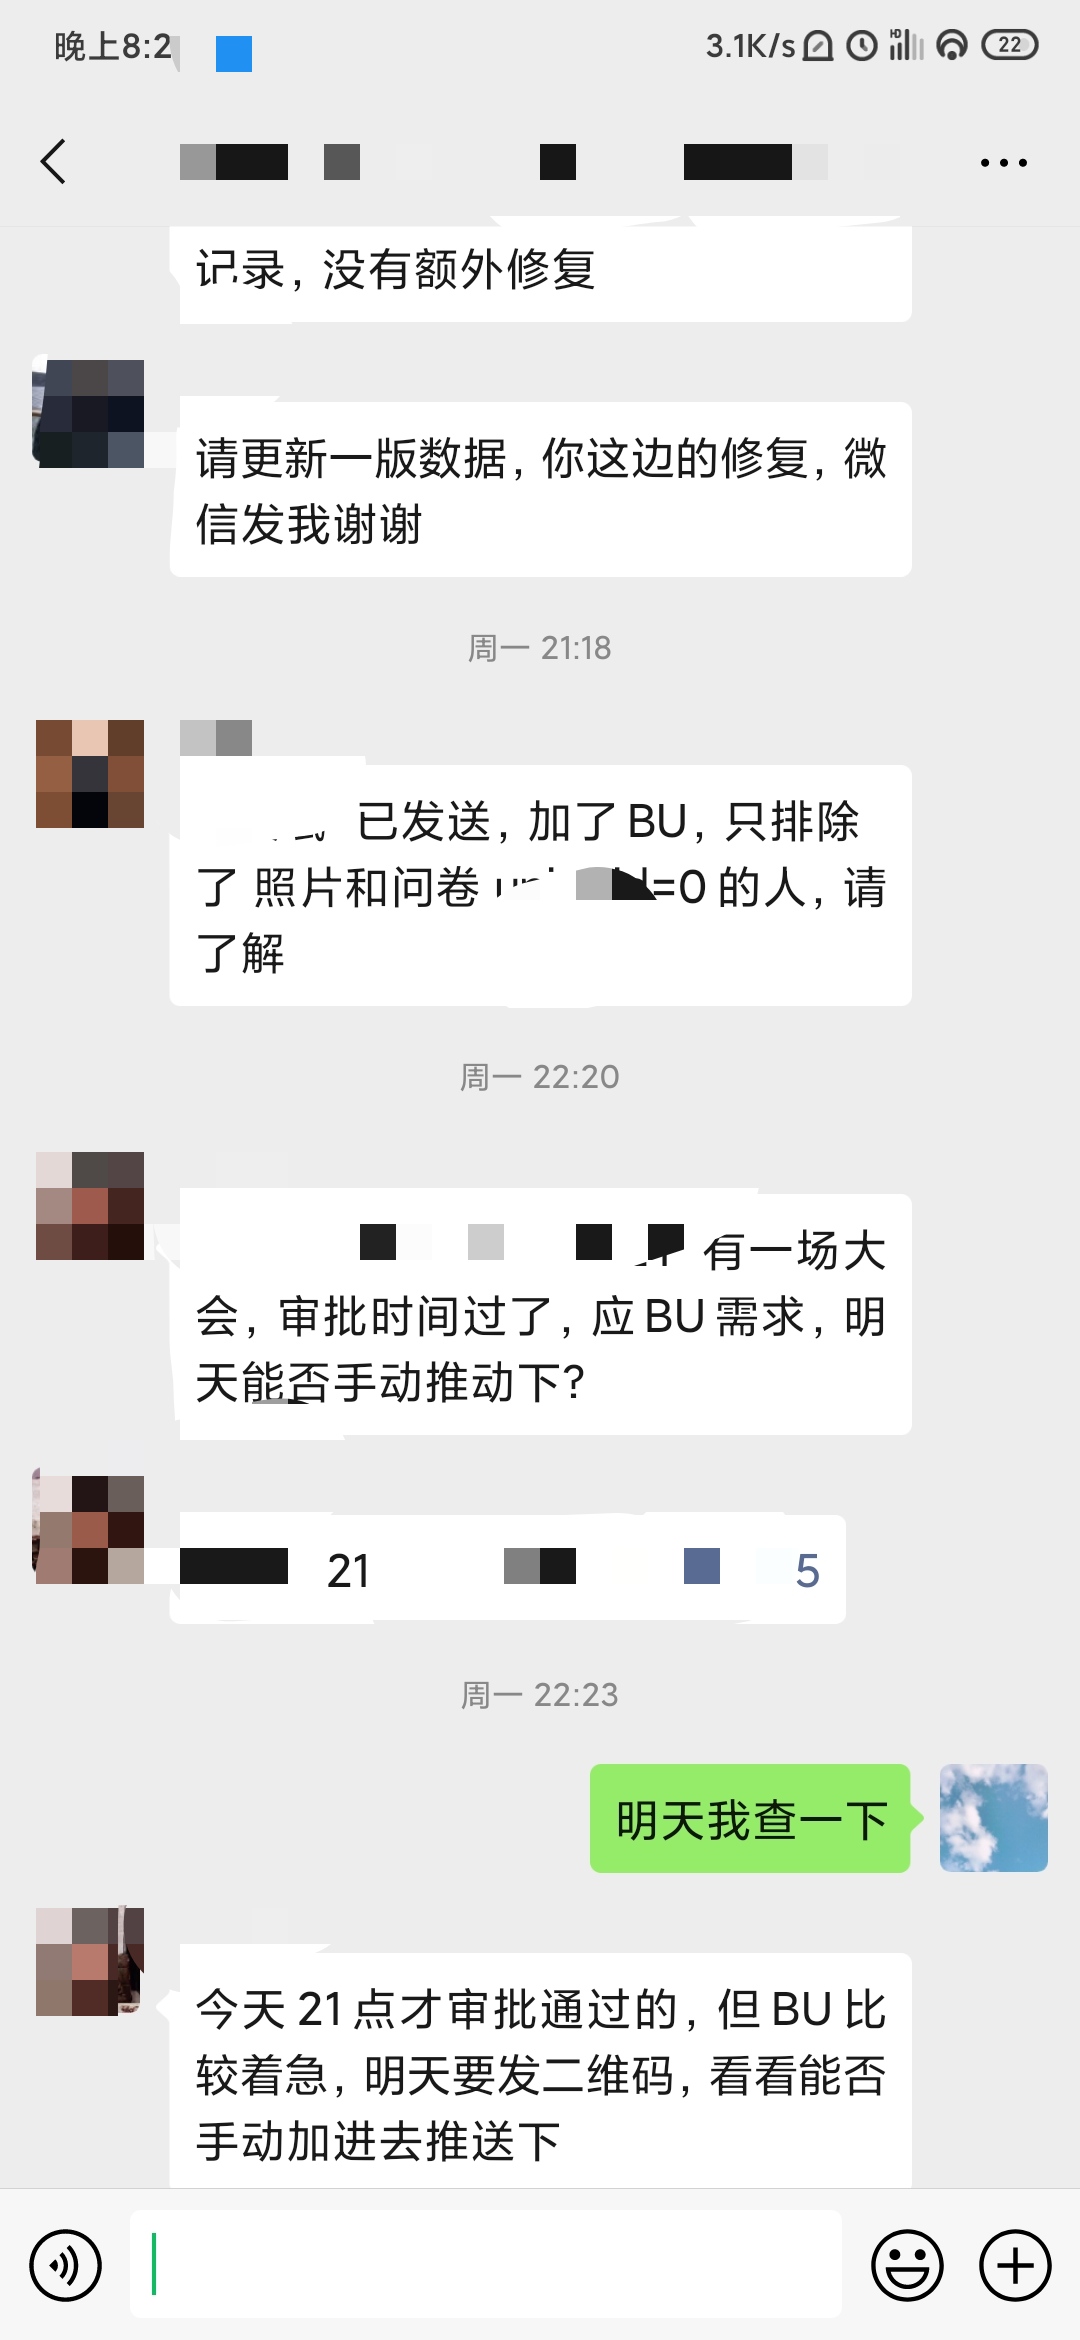 晚上8:2
3.1K/s
HD
22
记录，没有额外修复
请更新一版数据，你这边的修复，微
信发我谢谢
周一 21:18
已发送，加了BU，只排除
了 照片和问卷 =0 的人，请
了解
周一 22:20
有一场大
会，审批时间过了，应BU需求，明
天能否手动推动下?
21
5
周一 22:23
明天我查一下
今天21点才审批通过的，但BU比
较着急，明天要发二维码，看看能否
手动加进去推送下